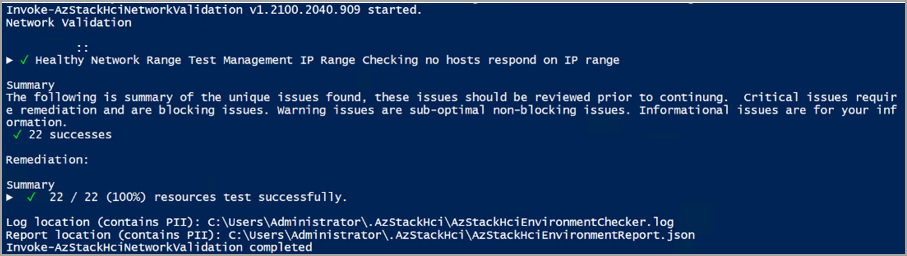 Invoke-AzStackHciNetworkValidation v1.2100.2040.909 started.
Network Validation
::
▶ ✓ Healthy Network Range Test Management IP Range Checking no hosts respond on IP range
Summary
The following is summary of the unique issues found, these issues should be reviewed prior to continung.  Critical issues requir
e remediation and are blocking issues. Warning issues are sub-optimal non-blocking issues. Informational issues are for your inf
ormation.
✓ 22 successes
Remediation:
Summary
▶ ✓ 22 / 22 (100%) resources test successfully.
Log location (contains PII): C:\Users\Administrator\.AzStackHci\AzStackHciEnvironmentChecker.log
Report location (contains PII): C:\Users\Administrator\.AzStackHci\AzStackHciEnvironmentReport.json
Invoke-AzStackHciNetworkValidation completed